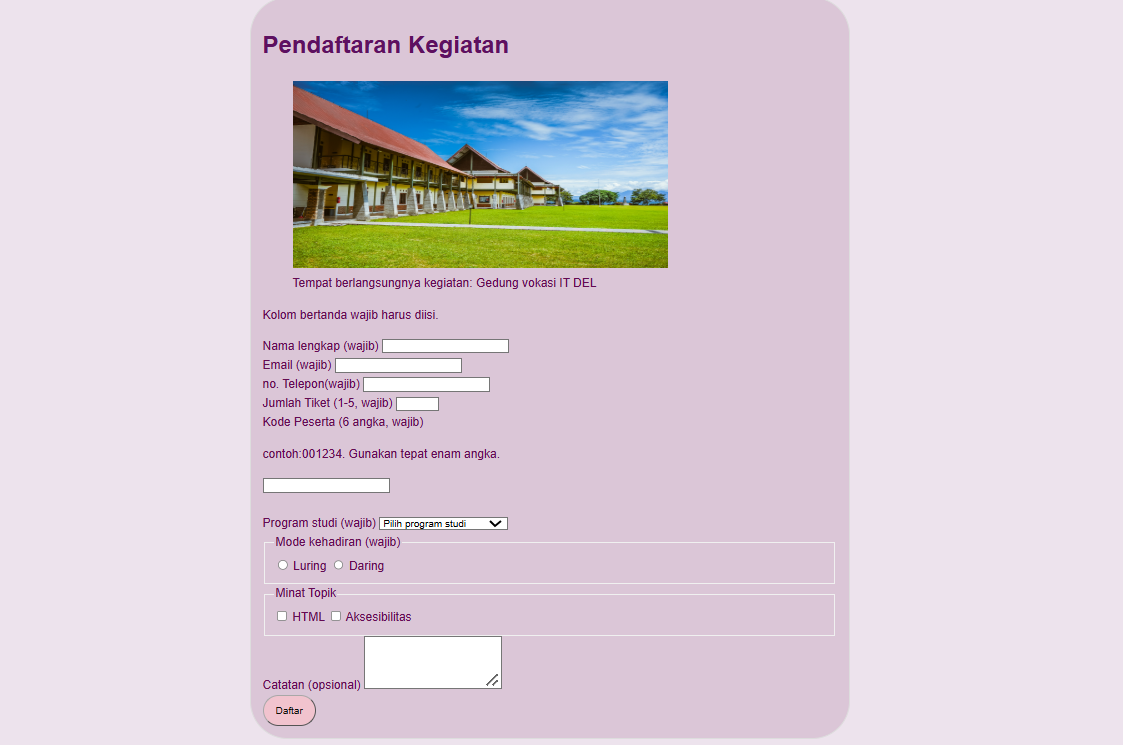 Pendaftaran Kegiatan
Tempat berlangsungnya kegiatan: Gedung vokasi IT DEL
Kolom bertanda wajib harus diisi.
Nama lengkap (wajib)
Email (wajib)
no. Telepon(wajib)
Jumlah Tiket (1-5, wajib)
Kode Peserta (6 angka, wajib)
contoh:001234. Gunakan tepat enam angka.
Program studi (wajib) Pilih program studi
Mode kehadiran (wajib)
Luring Daring
Minat Topik
HTML Aksesibilitas
Catatan (opsional)
Daftar